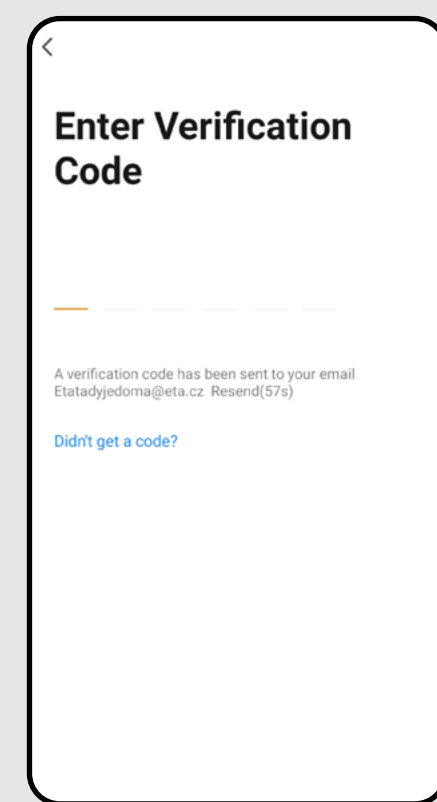 Enter Verification
Code
A verification code has been sent to your email
Etatadyjedoma@eta.cz Resend(57s)
Didn't get a code?